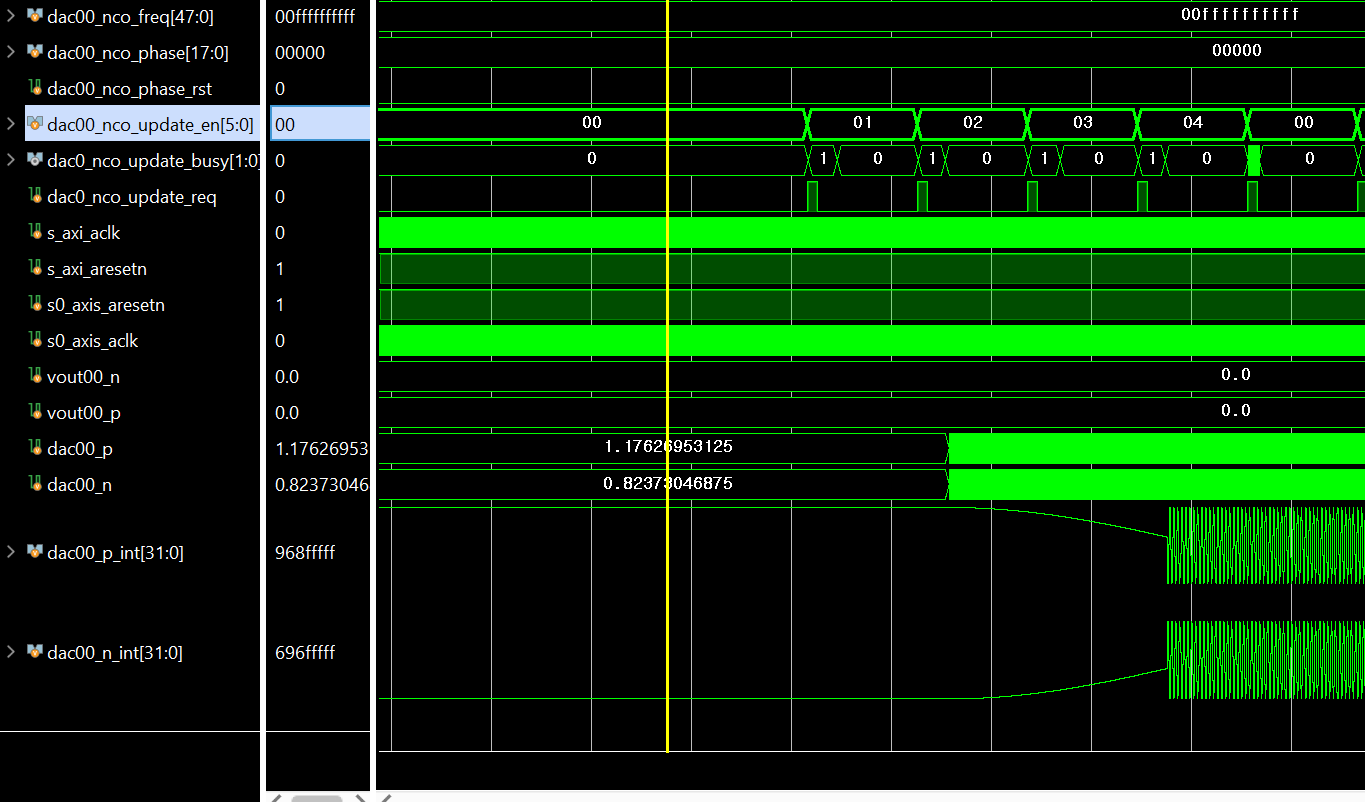 dac00_nco_freq[47:0] 00ffffffffff 00ffffffffff
dac00_nco_phase[17:0] 00000 00000
dac00_nco_phase_rst 0
dac00_nco_update_en[5:0] 00 00 01 02 03 04 00
dac0_nco_update_busy[1:0] 0 0 1 0 1 0 1 0 1 0 0
dac0_nco_update_req 0
s_axi_aclk 0
s_axi_aresetn 1
s0_axis_aresetn 1
s0_axis_aclk 0
vout00_n 0.0 0.0
vout00_p 0.0 0.0
dac00_p 1.17626953 1.17626953125
dac00_n 0.82373046 0.82373046875
dac00_p_int[31:0] 968fffff
dac00_n_int[31:0] 696fffff